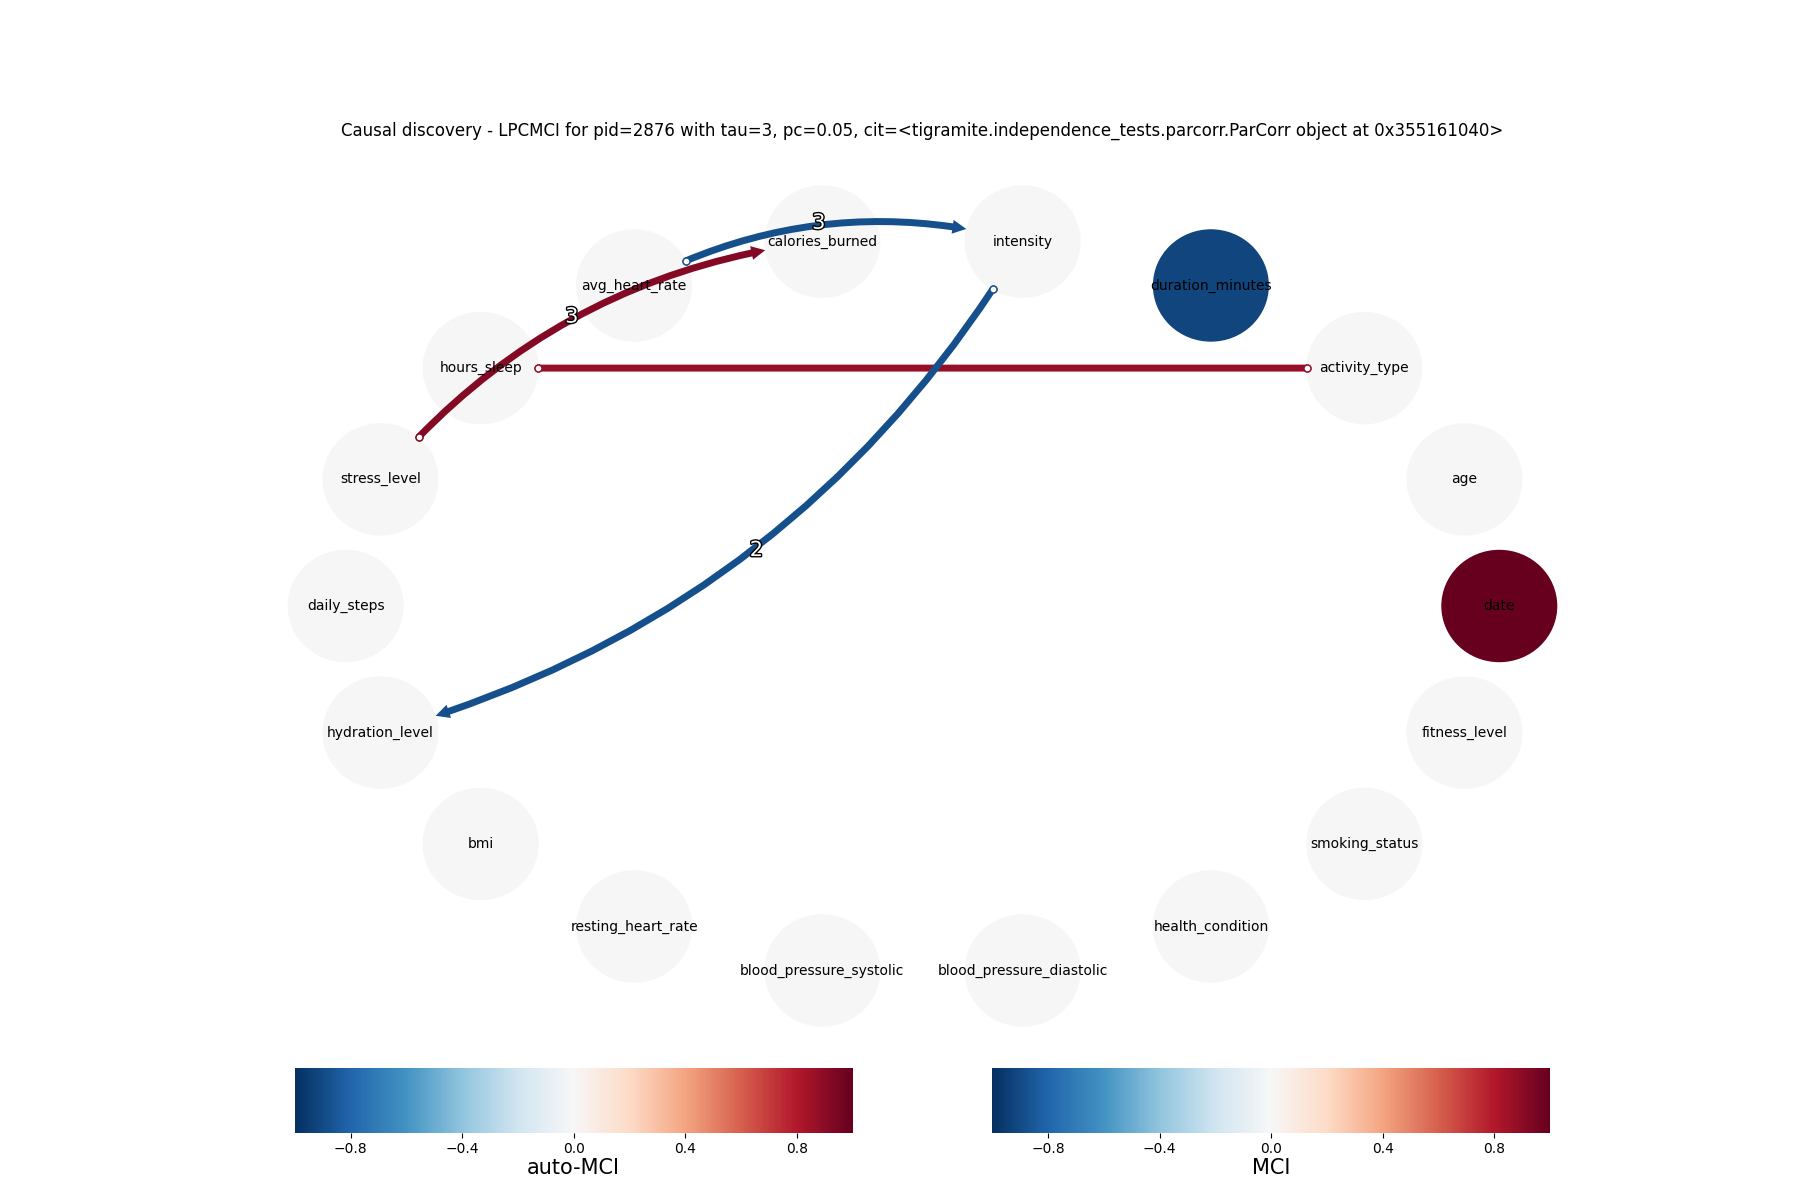 Causal discovery - LPCMCI for pid=2876 with tau=3, pc=0.05, cit=<tigramite.independence_tests.parcorr.ParCorr object at 0x355161040>
3
calories_burned
intensity
avg_heart_rate
duration_minutes
3
hours_sleep
activity_type
stress_level
age
2
daily_steps
date
hydration_level
fitness_level
bmi
smoking_status
resting_heart_rate
health_condition
blood_pressure_systolic
blood_pressure_diastolic
−0.8 −0.4 0.0 0.4 0.8
auto-MCI
−0.8 −0.4 0.0 0.4 0.8
MCI